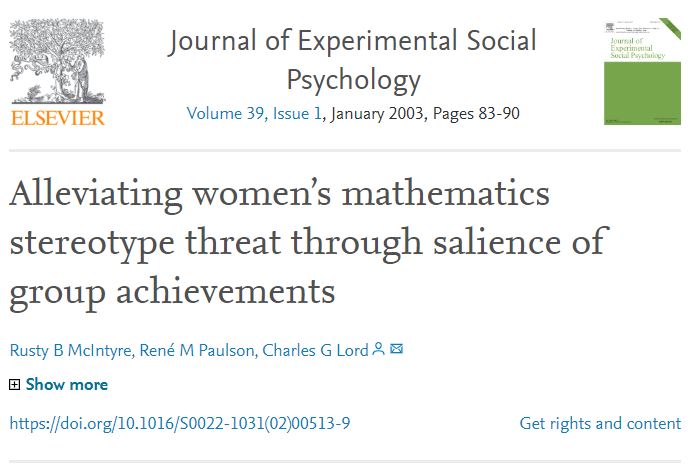 Journal of Experimental Social
Psychology
Volume 39, Issue 1, January 2003, Pages 83-90
ELSEVIER
Journal of
Experimental
Social Psychology
Alleviating women’s mathematics
stereotype threat through salience of
group achievements
Rusty B McIntyre, René M Paulson, Charles G Lord
Show more
https://doi.org/10.1016/S0022-1031(02)00513-9
Get rights and content